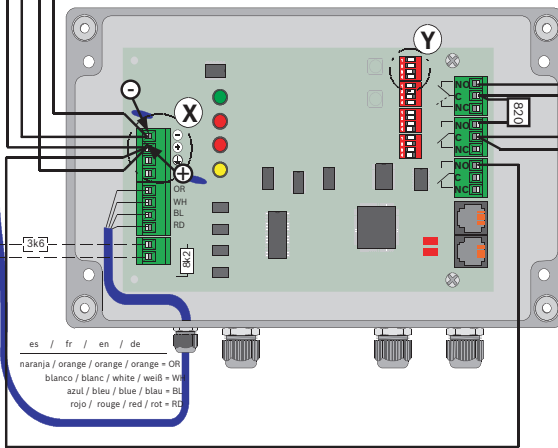 Y
-
X
NO
C
NC
820
NO
C
NC
NO
C
NC
-
+
+
OR
WH
BL
RD
3k6
8k2
es / fr / en / de
naranja / orange / orange / orange = OR
blanco / blanc / white / weiß = WH
azul / bleu / blue / blau = BL
rojo / rouge / red / rot = RD